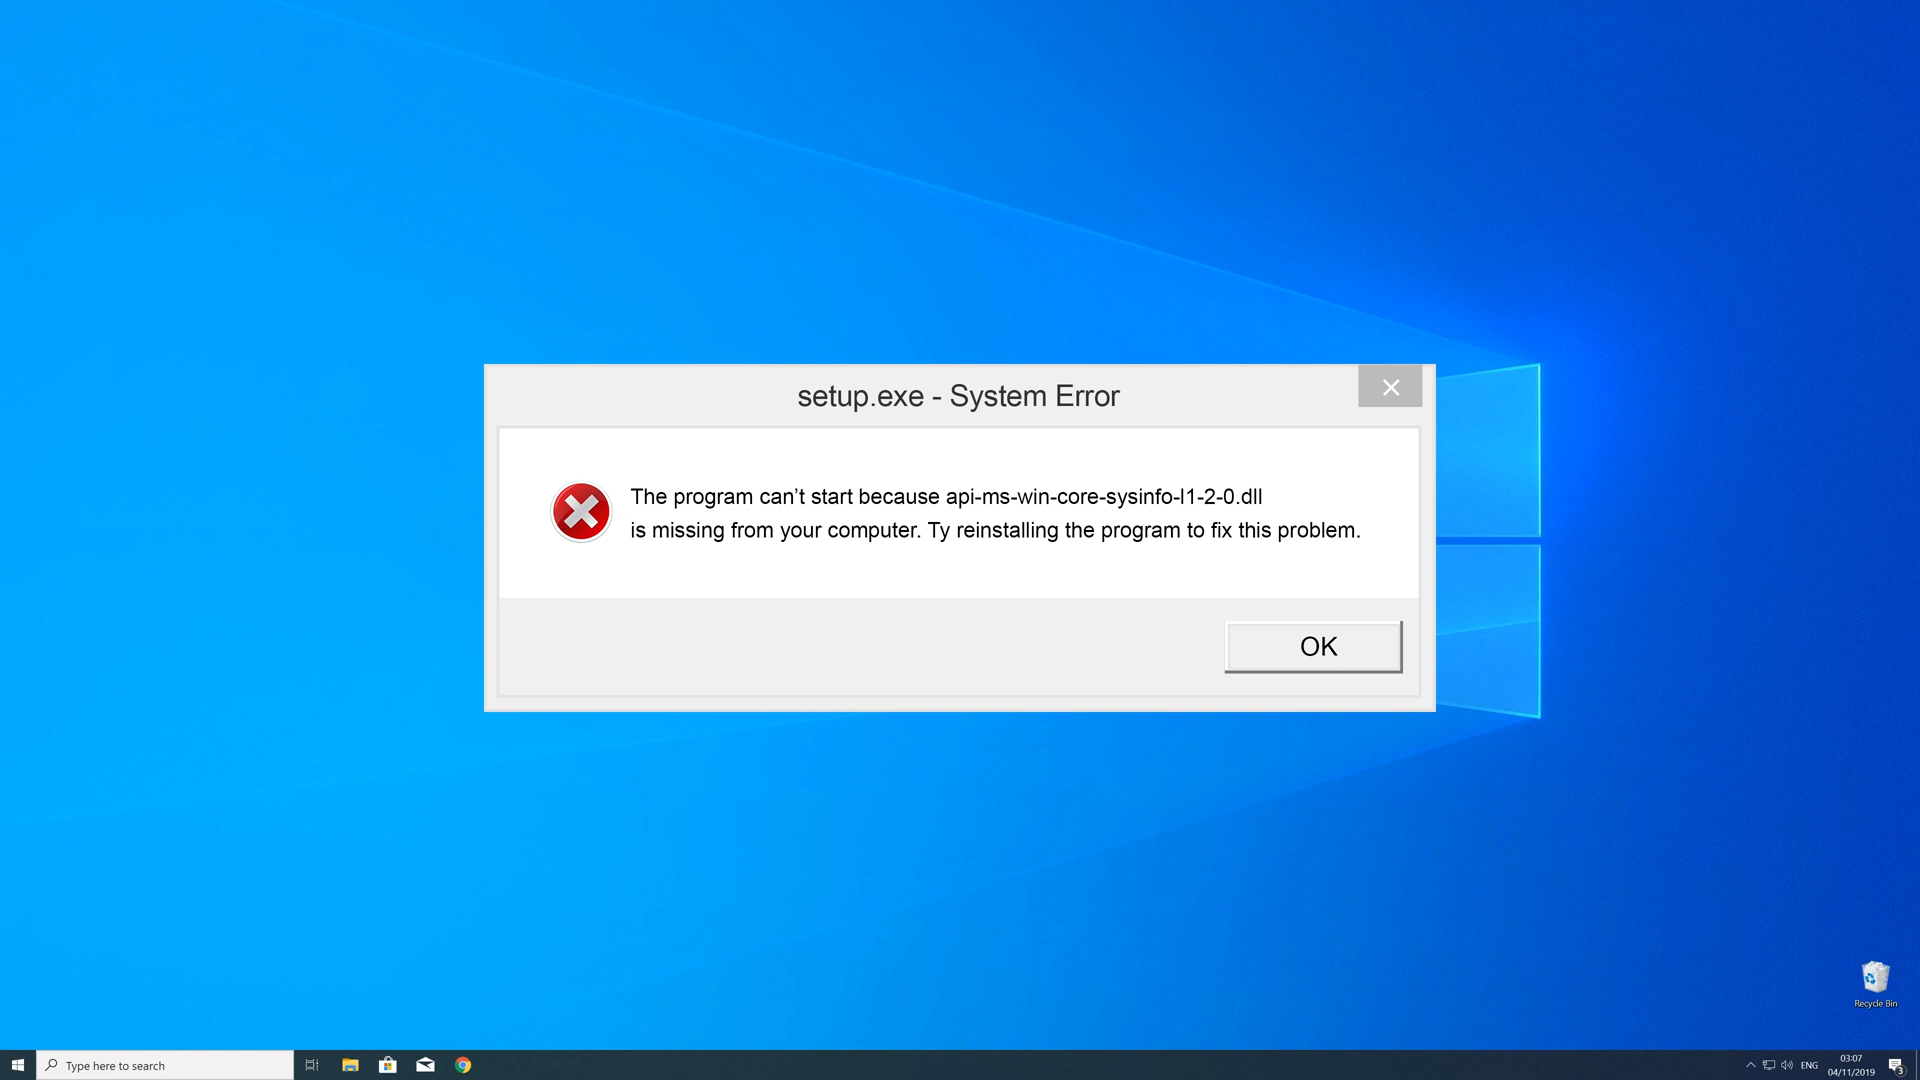 setup.exe - System Error
The program can’t start because api-ms-win-core-sysinfo-l1-2-0.dll
is missing from your computer. Ty reinstalling the program to fix this problem.
OK
Recycle Bin
Type here to search
ENG
03:07
04/11/2019
3